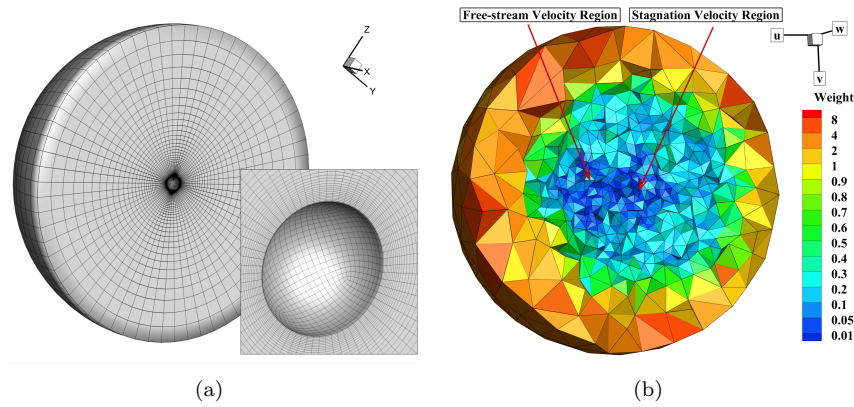 Z
X
Y
(a)
Free-stream Velocity Region
Stagnation Velocity Region
u
w
v
Weight
8
4
2
1
0.9
0.8
0.7
0.6
0.5
0.4
0.3
0.2
0.1
0.05
0.01
(b)